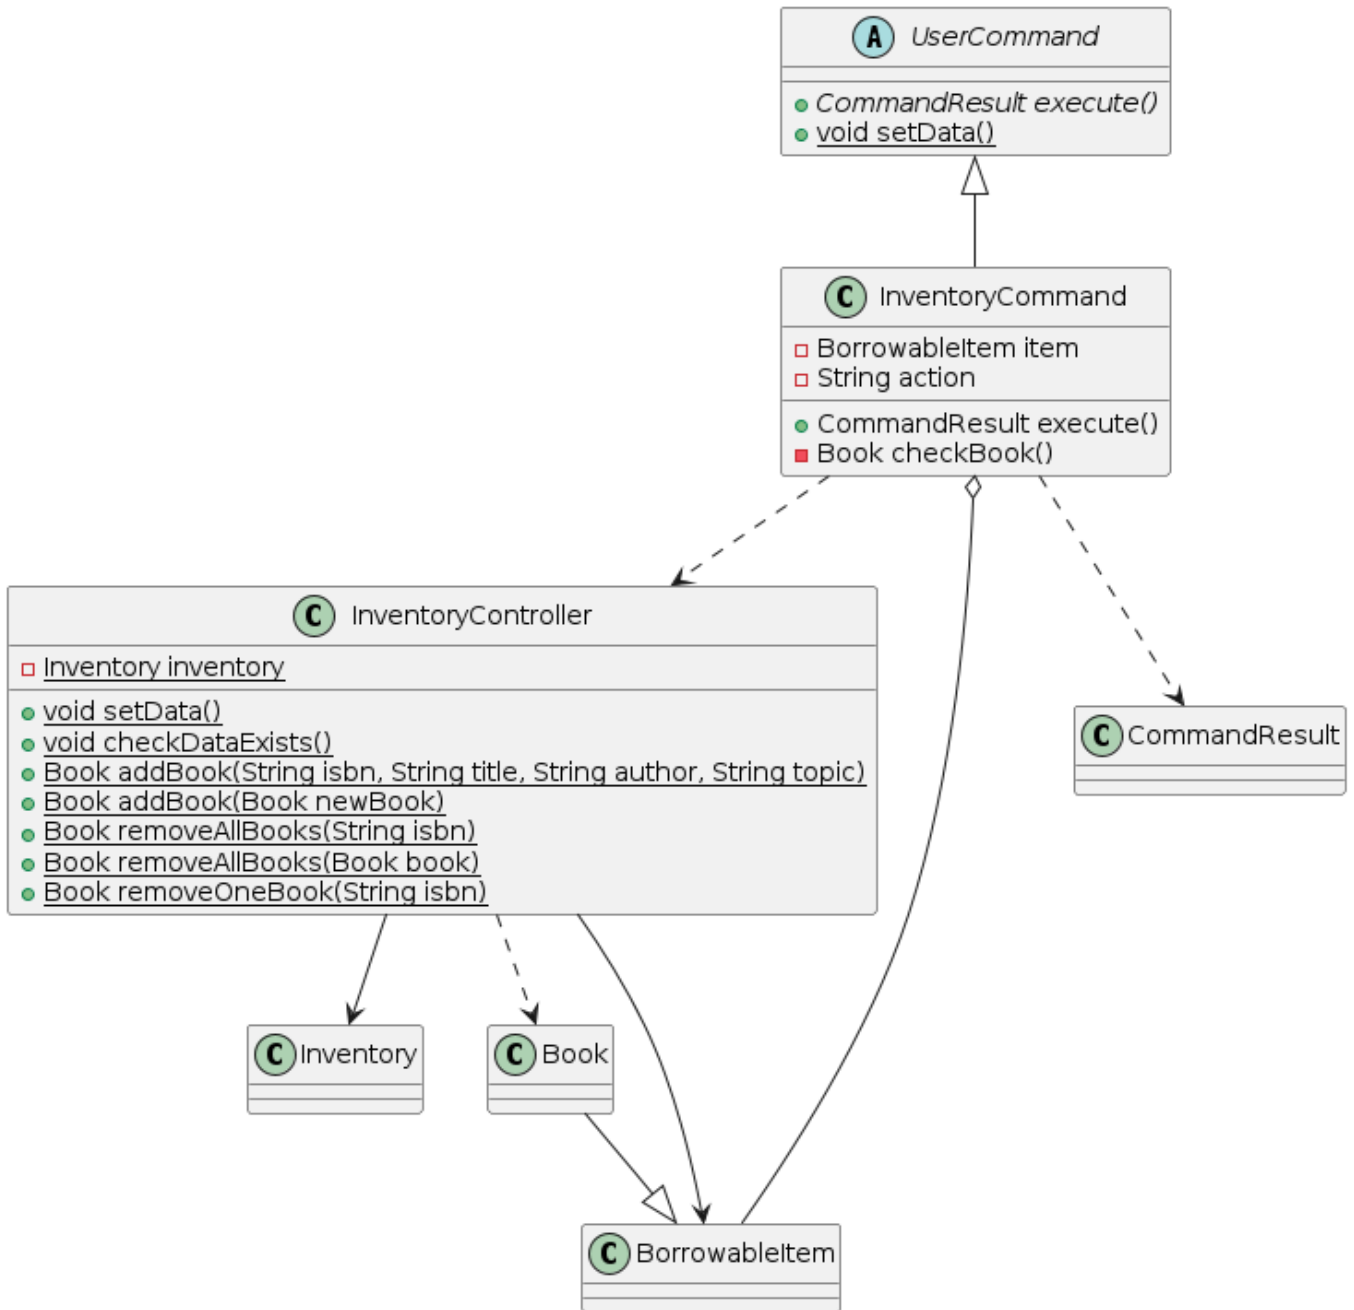 A UserCommand
CommandResult execute()
void setData()
C InventoryCommand
BorrowableItem item
String action
CommandResult execute()
Book checkBook()
C InventoryController
Inventory inventory
void setData()
void checkDataExists()
Book addBook(String isbn, String title, String author, String topic)
Book addBook(Book newBook)
Book removeAllBooks(String isbn)
Book removeAllBooks(Book book)
Book removeOneBook(String isbn)
C CommandResult
C Inventory
C Book
C BorrowableItem